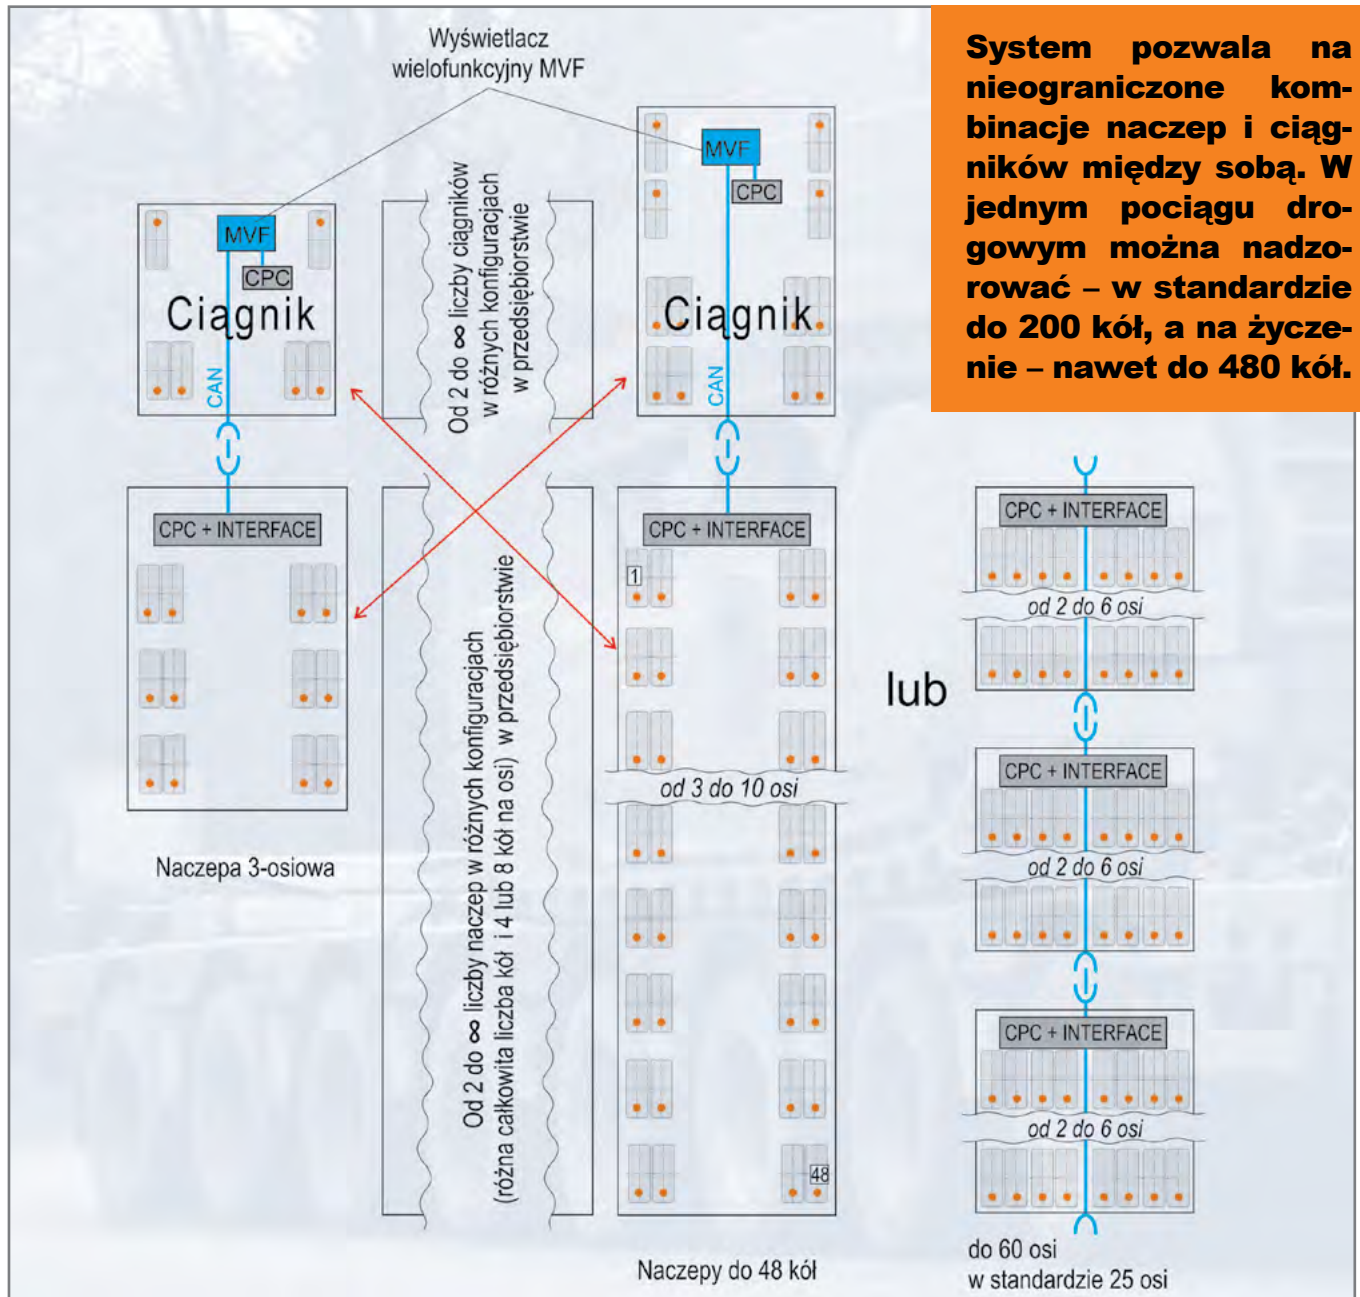 Wyświetlacz
wielofunkcyjny MVF
System pozwala na
nieograniczone kom-
binacje naczep i ciąg-
ników między sobą. W
jednym pociągu dro-
gowym można nadzo-
rować – w standardzie
do 200 kół, a na życze-
nie – nawet do 480 kół.
MVF
CPC
Ciągnik
CAN
Od 2 do ∞ liczby ciągników
w różnych konfiguracjach
w przedsiębiorstwie
MVF
CPC
Ciągnik
CAN
CPC + INTERFACE
Naczepa 3-osiowa
Od 2 do ∞ liczby naczep w różnych konfiguracjach
(różna całkowita liczba kół i 4 lub 8 kół na osi) w przedsiębiorstwie
CPC + INTERFACE
1
od 3 do 10 osi
48
Naczepy do 48 kół
lub
CPC + INTERFACE
od 2 do 6 osi
CPC + INTERFACE
od 2 do 6 osi
CPC + INTERFACE
od 2 do 6 osi
do 60 osi
w standardzie 25 osi